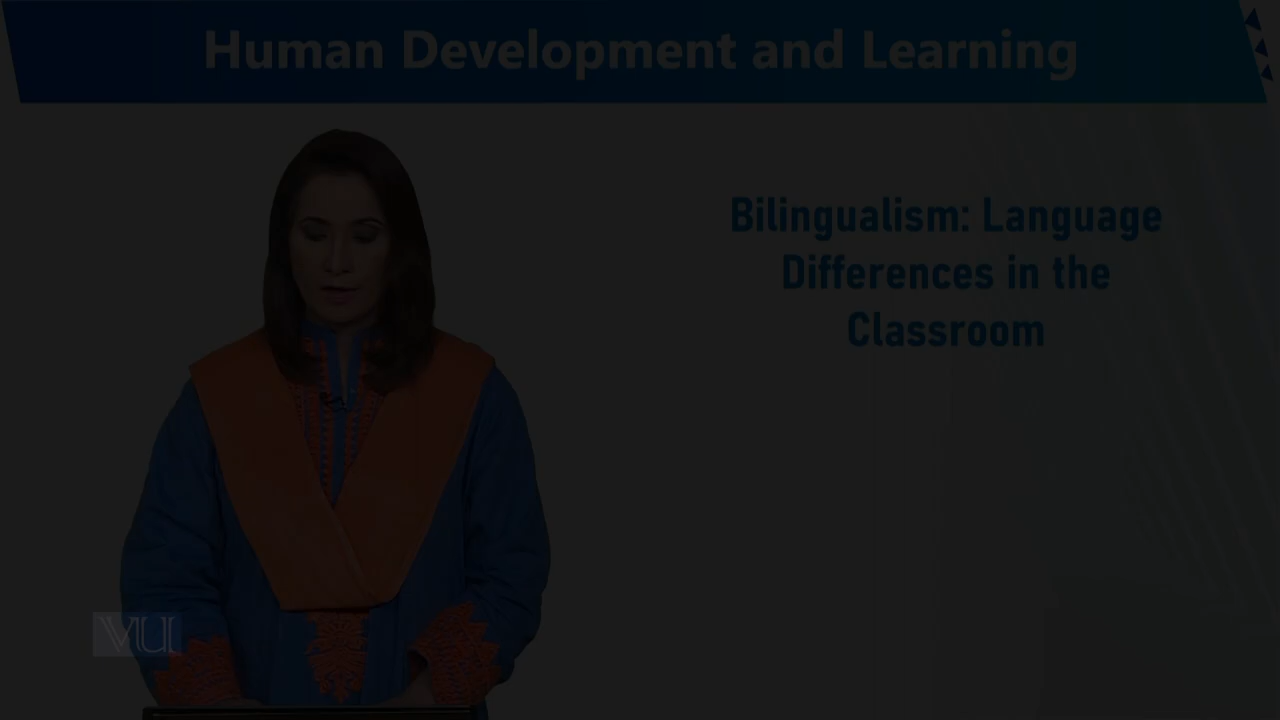 Human Development and Learning
Bilingualism: Language
Differences in the
Classroom
VU